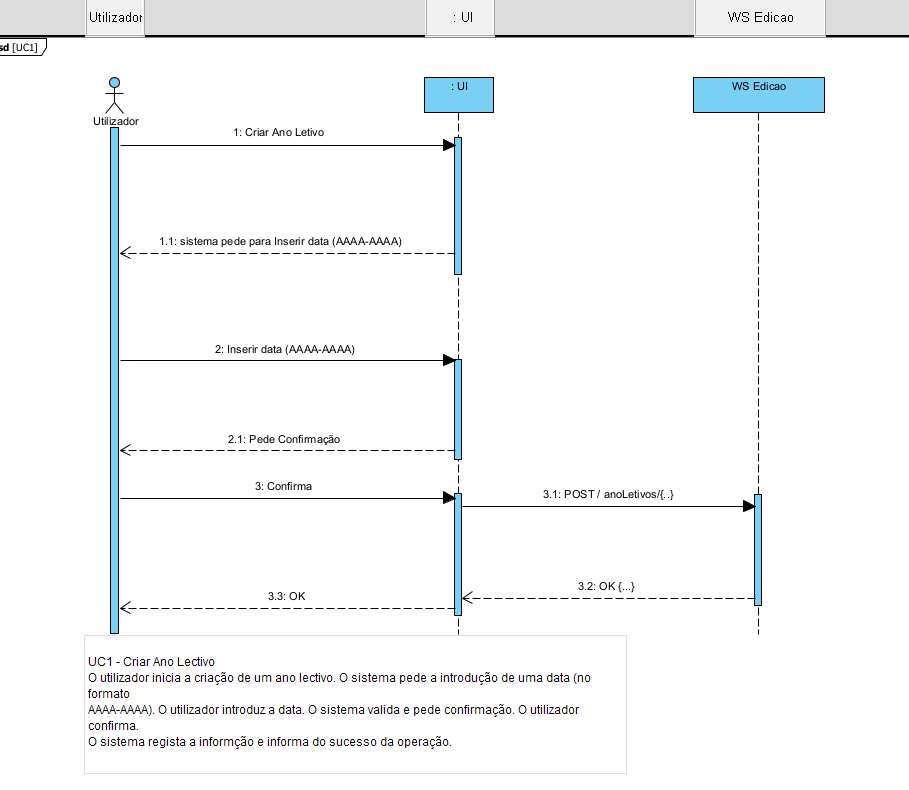 Utilizador
: UI
WS Edicao
sd [UC1]
: UI
WS Edicao
Utilizador
1: Criar Ano Letivo
1.1: sistema pede para Inserir data (AAAA-AAAA)
2: Inserir data (AAAA-AAAA)
2.1: Pede Confirmação
3: Confirma
3.1: POST / anoLetivos/{..}
3.2: OK {...}
3.3: OK
UC1 - Criar Ano Lectivo
O utilizador inicia a criação de um ano lectivo. O sistema pede a introdução de uma data (no
formato
AAAA-AAAA). O utilizador introduz a data. O sistema valida e pede confirmação. O utilizador
confirma.
O sistema regista a informção e informa do sucesso da operação.